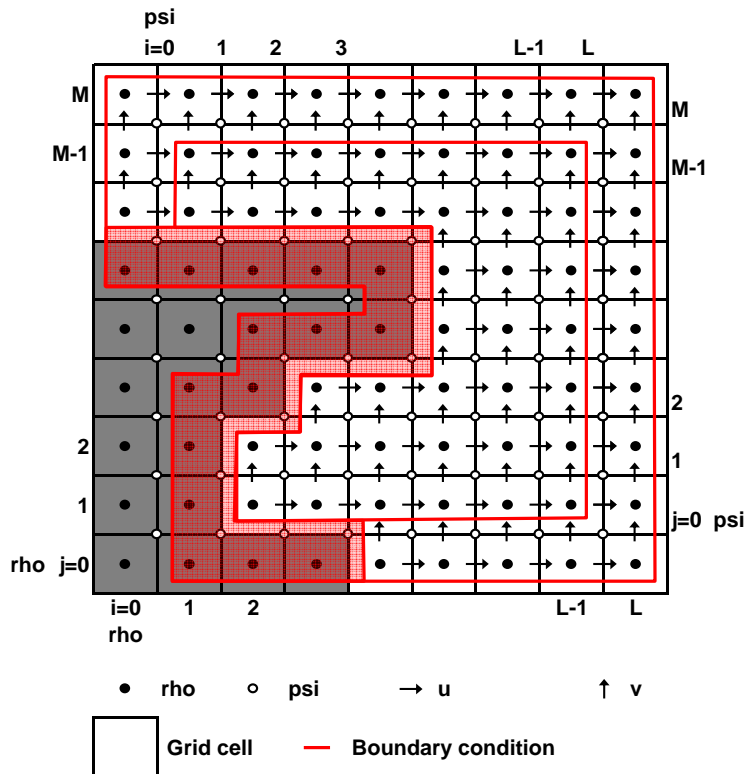 psi
i=0 1 2 3 L-1 L
M
M
M-1
M-1
2
2
1
1
j=0 psi
rho j=0
i=0 1 2 L-1 L
rho
rho psi u v
Grid cell Boundary condition